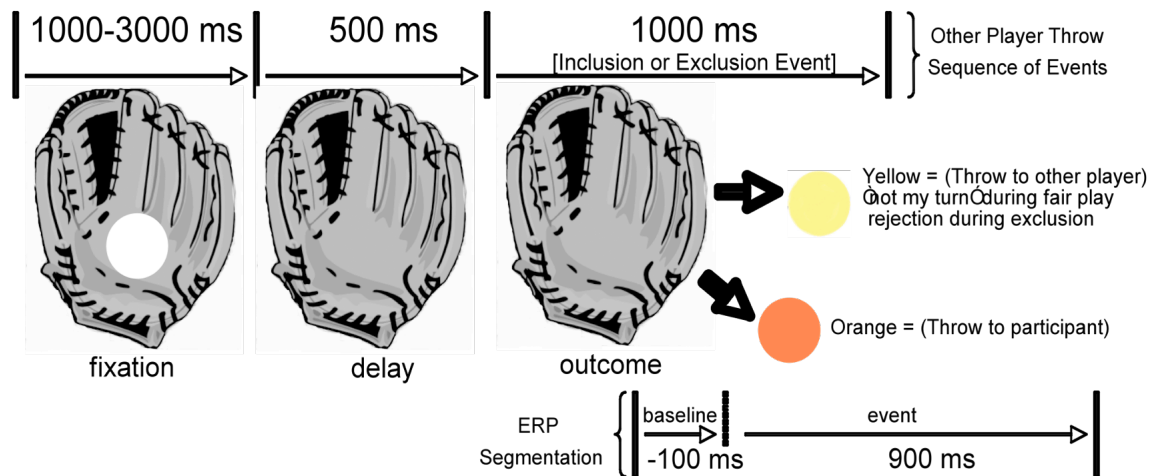 1000-3000 ms
500 ms
1000 ms
[Inclusion or Exclusion Event]
Other Player Throw
Sequence of Events
Yellow = (Throw to other player)
Ònot my turnÓ during fair play
rejection during exclusion
Orange = (Throw to participant)
fixation
delay
outcome
ERP
Segmentation
baseline
event
-100 ms
900 ms